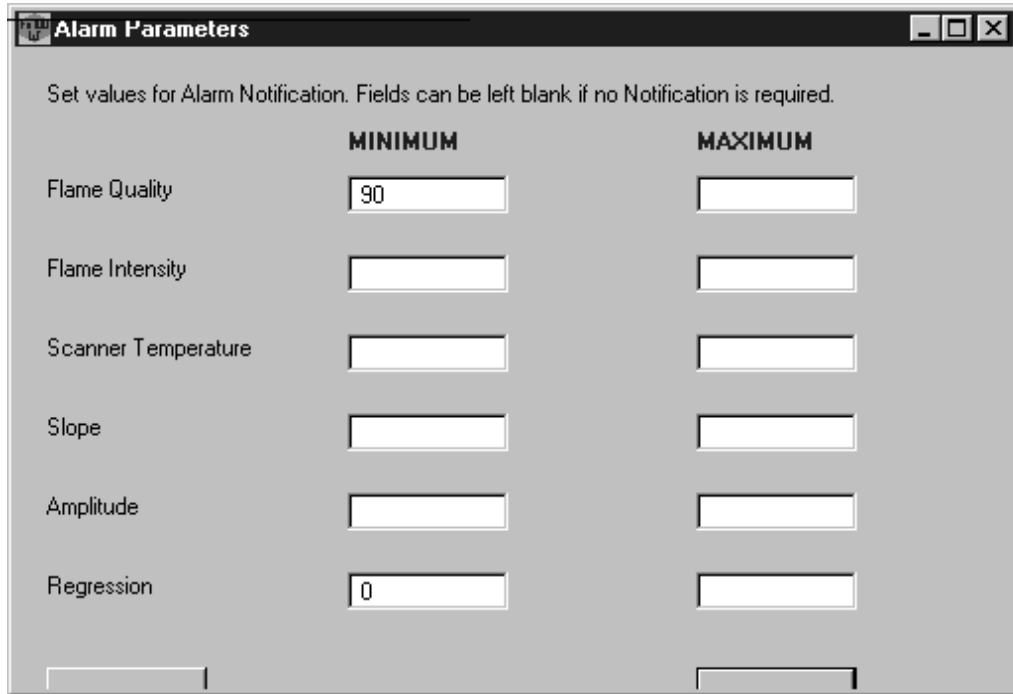 Alarm Parameters
Set values for Alarm Notification. Fields can be left blank if no Notification is required.
MINIMUM MAXIMUM
Flame Quality 90
Flame Intensity
Scanner Temperature
Slope
Amplitude
Regression 0